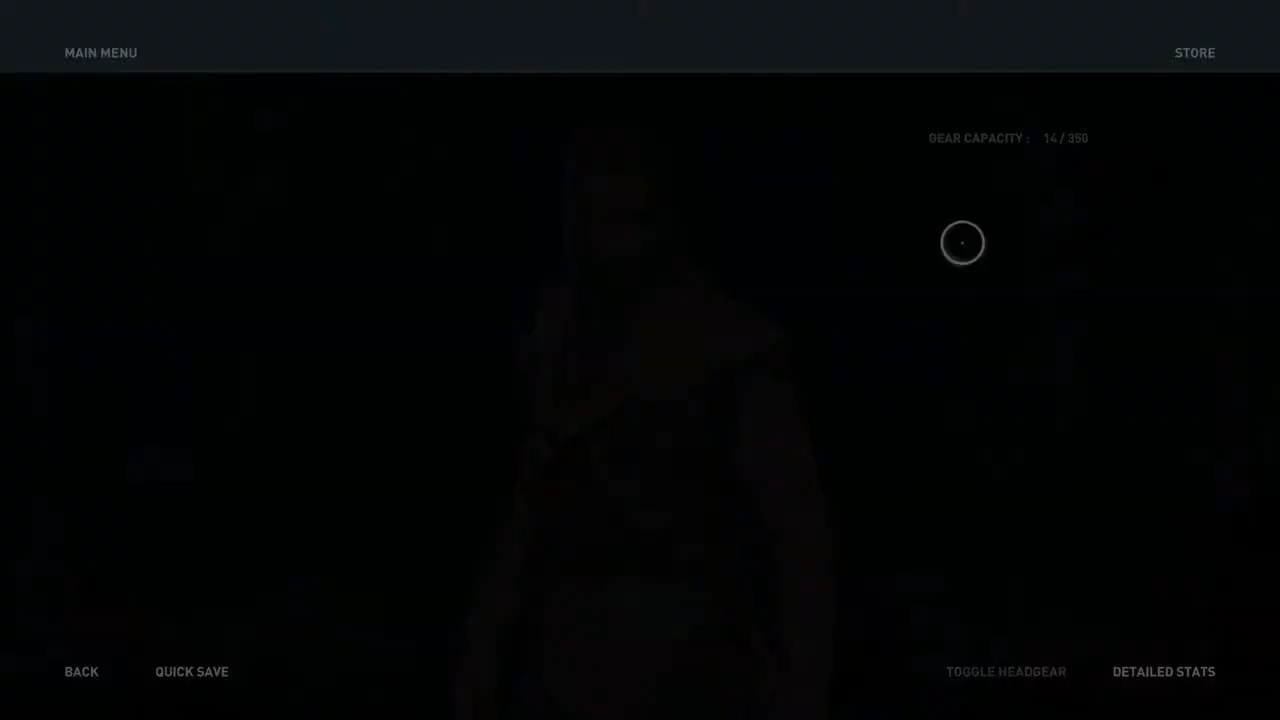 MAIN MENU
STORE
GEAR CAPACITY : 14 / 350
BACK
QUICK SAVE
TOGGLE HEADGEAR
DETAILED STATS